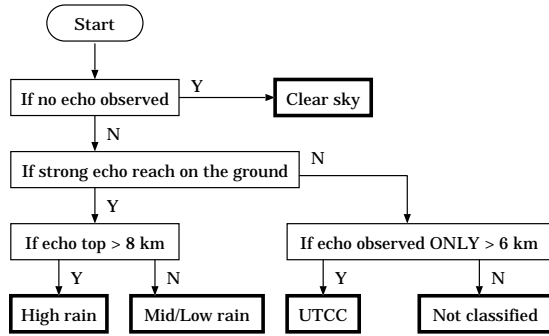 Start
If no echo observed
Y
Clear sky
N
If strong echo reach on the ground
N
Y
If echo top > 8 km
If echo observed ONLY > 6 km
Y
N
Y
N
High rain
Mid/Low rain
UTCC
Not classified